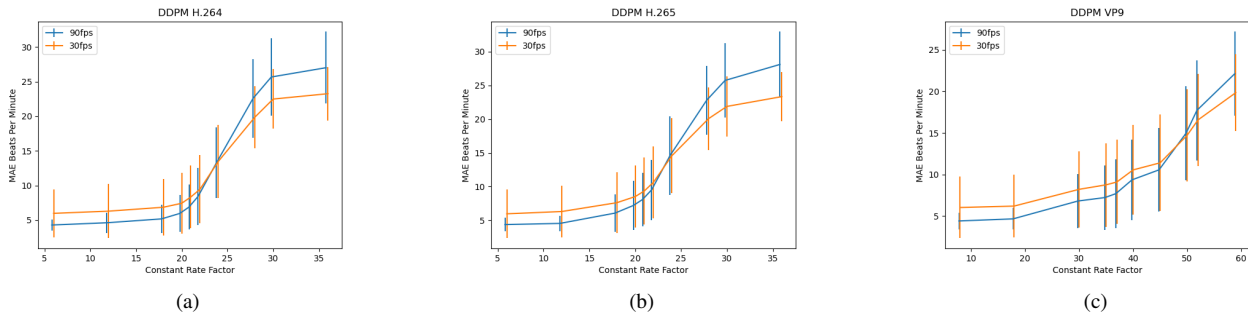 DDPM H.264
90fps
30fps
MAE Beats Per Minute
30
25
20
15
10
5
5
10
15
20
25
30
35
Constant Rate Factor
(a)
DDPM H.265
90fps
30fps
MAE Beats Per Minute
30
25
20
15
10
5
5
10
15
20
25
30
35
Constant Rate Factor
(b)
DDPM VP9
90fps
30fps
MAE Beats Per Minute
25
20
15
10
5
10
20
30
40
50
60
Constant Rate Factor
(c)